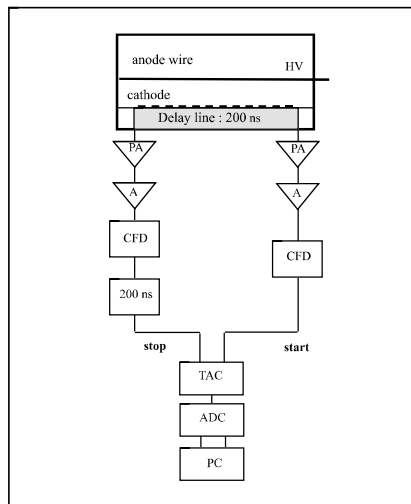 anode wire
HV
cathode
Delay line : 200 ns
PA
PA
A
A
CFD
CFD
200 ns
stop
start
TAC
ADC
PC